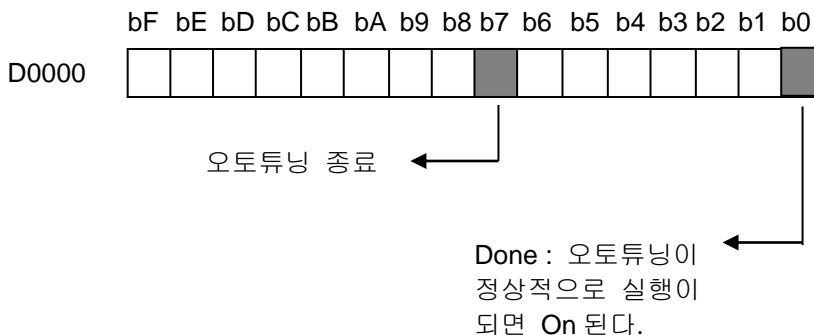 bF bE bD bC bB bA b9 b8 b7 b6 b5 b4 b3 b2 b1 b0
D0000
오토튜닝 종료
Done : 오토튜닝이
정상적으로 실행이
되면 On 된다.